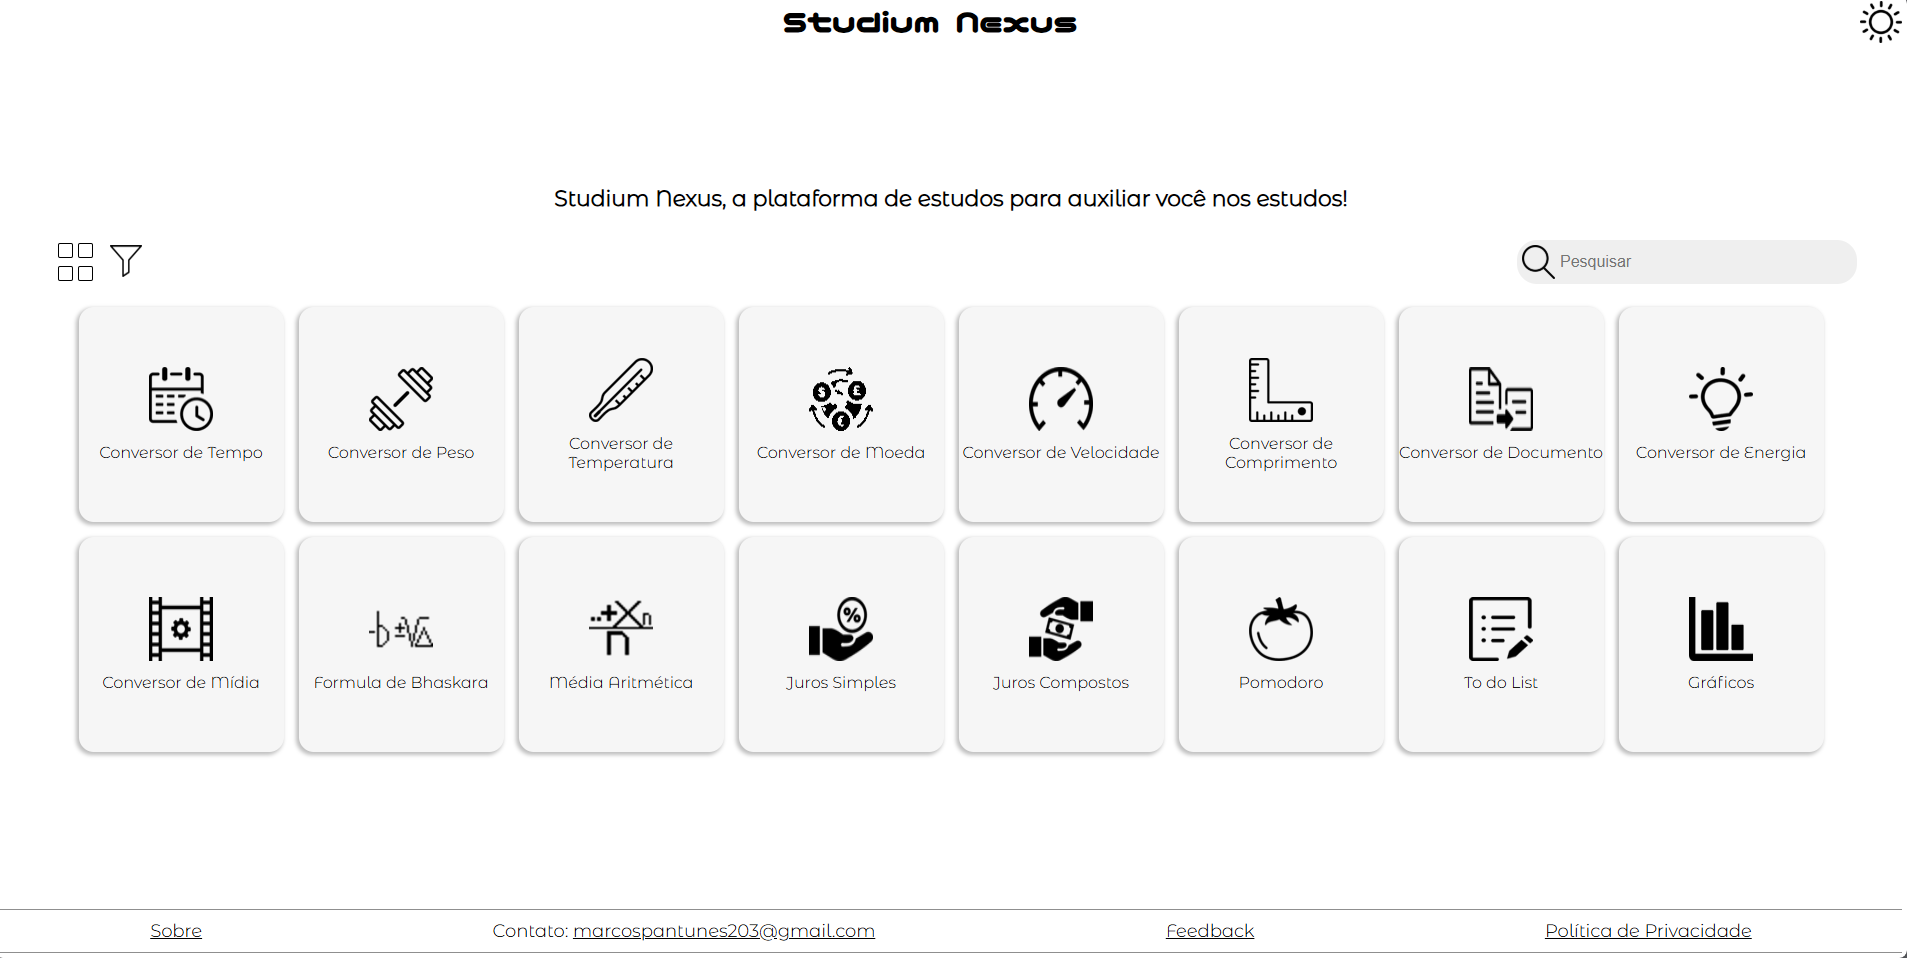 Studium Nexus
Studium Nexus, a plataforma de estudos para auxiliar você nos estudos!
Pesquisar
Conversor de Tempo
Conversor de Peso
Conversor de
Temperatura
Conversor de Moeda
Conversor de Velocidade
Conversor de
Comprimento
Conversor de Documento
Conversor de Energia
Conversor de Mídia
Formula de Bhaskara
Média Aritmética
Juros Simples
Juros Compostos
Pomodoro
To do List
Gráficos
Sobre
Contato: marcospantunes203@gmail.com
Feedback
Política de Privacidade